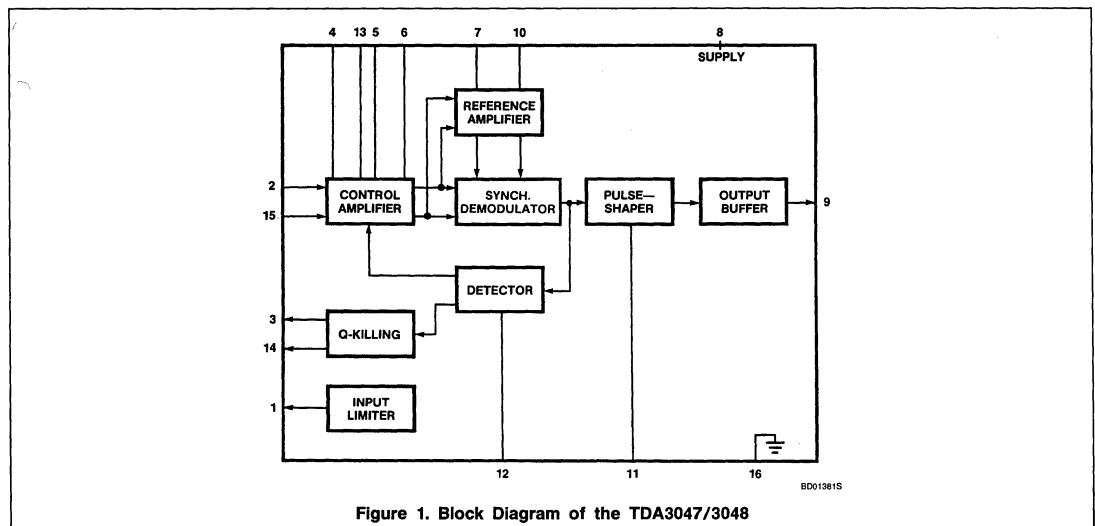 4 13 5 6 7 10 8
SUPPLY
REFERENCE
AMPLIFIER
2
15
CONTROL
AMPLIFIER
SYNCH.
DEMODULATOR
PULSE—
SHAPER
OUTPUT
BUFFER
9
DETECTOR
3
14
Q-KILLING
1
INPUT
LIMITER
12 11 16
BD01381S
Figure 1. Block Diagram of the TDA3047/3048